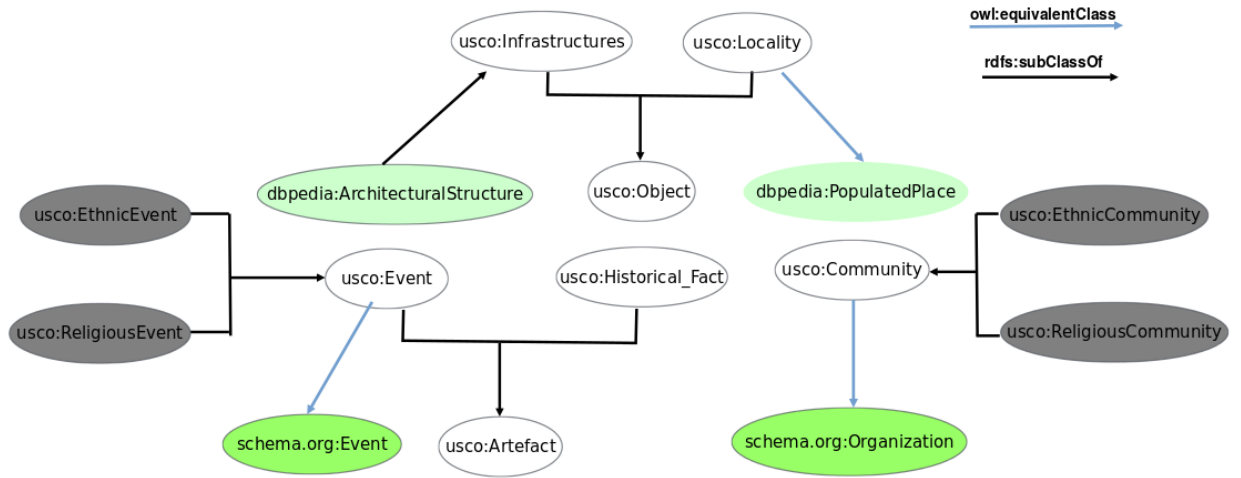 owl:equivalentClass
usco:Infrastructures
usco:Locality
rdfs:subClassOf
dbpedia:ArchitecturalStructure
usco:Object
dbpedia:PopulatedPlace
usco:EthnicEvent
usco:EthnicCommunity
usco:Event
usco:Historical_Fact
usco:Community
usco:ReligiousEvent
usco:ReligiousCommunity
schema.org:Event
usco:Artefact
schema.org:Organization